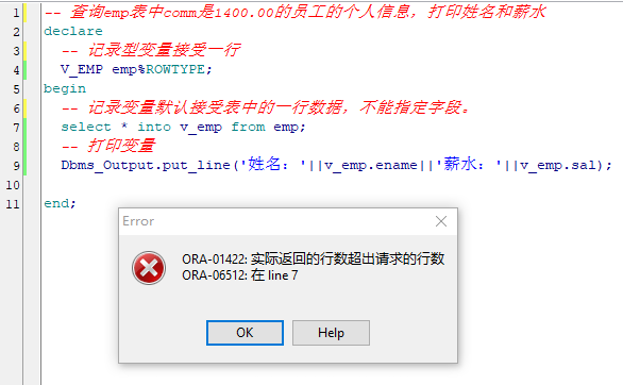 1 -- 查询emp表中comm是1400.00的员工的个人信息，打印姓名和薪水
2 declare
3 -- 记录型变量接受一行
4 V_EMP emp%ROWTYPE;
5 begin
6 -- 记录变量默认接受表中的一行数据，不能指定字段。
7 select * into v_emp from emp;
8 -- 打印变量
9 Dbms_Output.put_line('姓名：'||v_emp.ename||'薪水：'||v_emp.sal);
10
11 end;
Error
ORA-01422: 实际返回的行数超出请求的行数
ORA-06512: 在 line 7
OK Help